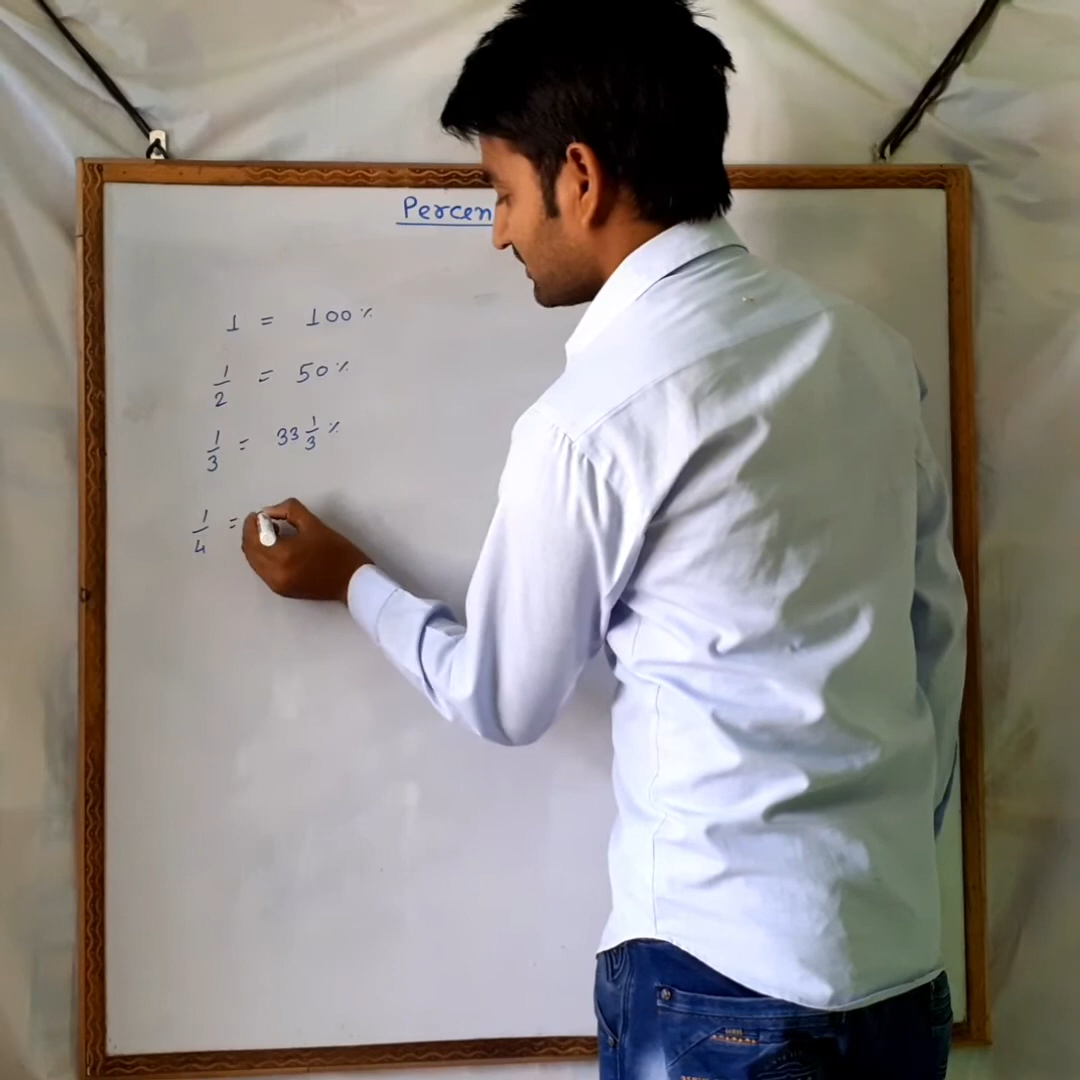 Percen
1 = 100%
1/2 = 50%
1/3 = 33 1/3 %
1/4 =